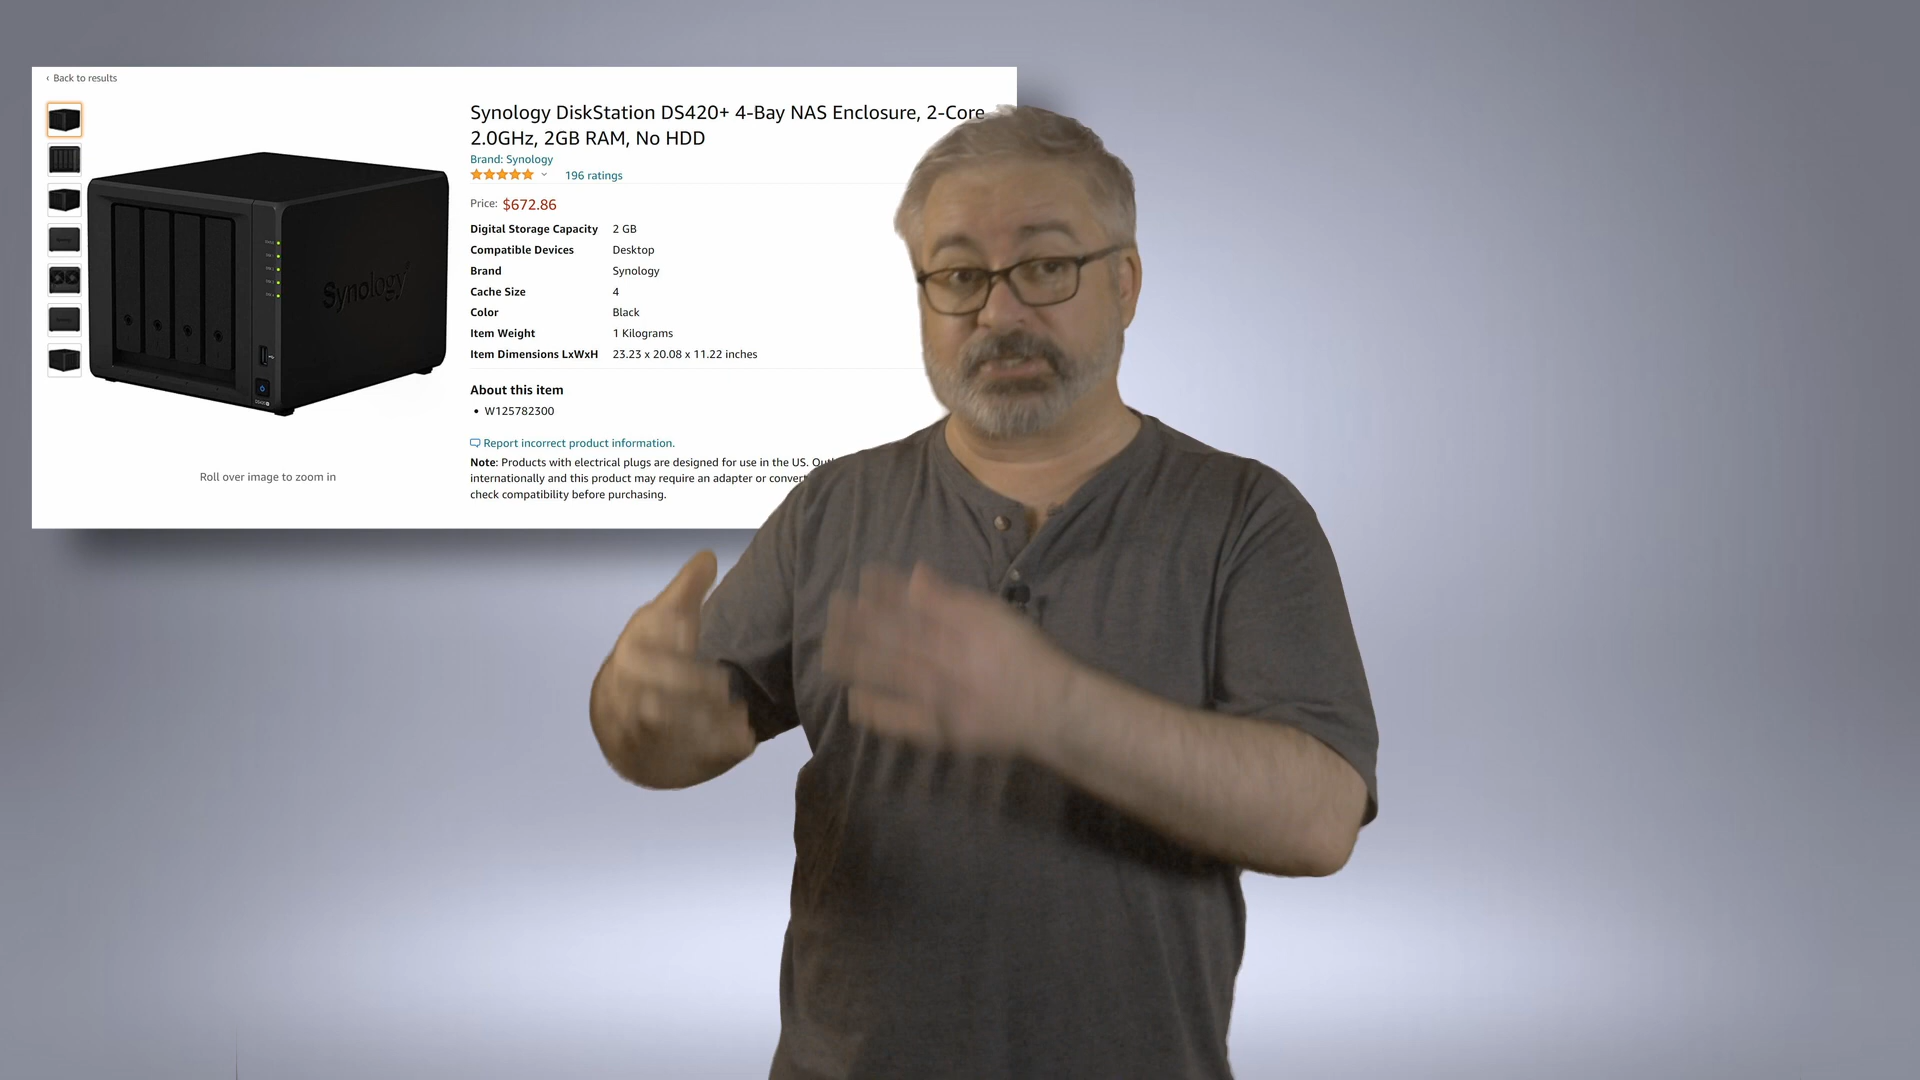 ‹ Back to results
Synology DiskStation DS420+ 4-Bay NAS Enclosure, 2-Core
2.0GHz, 2GB RAM, No HDD
Brand: Synology
196 ratings
Price: $672.86
Digital Storage Capacity 2 GB
Compatible Devices Desktop
Brand Synology
Cache Size 4
Color Black
Item Weight 1 Kilograms
Item Dimensions LxWxH 23.23 x 20.08 x 11.22 inches
About this item
• W125782300
Report incorrect product information.
Note: Products with electrical plugs are designed for use in the US.
internationally and this product may require an adapter or
check compatibility before purchasing.
Synology
Roll over image to zoom in